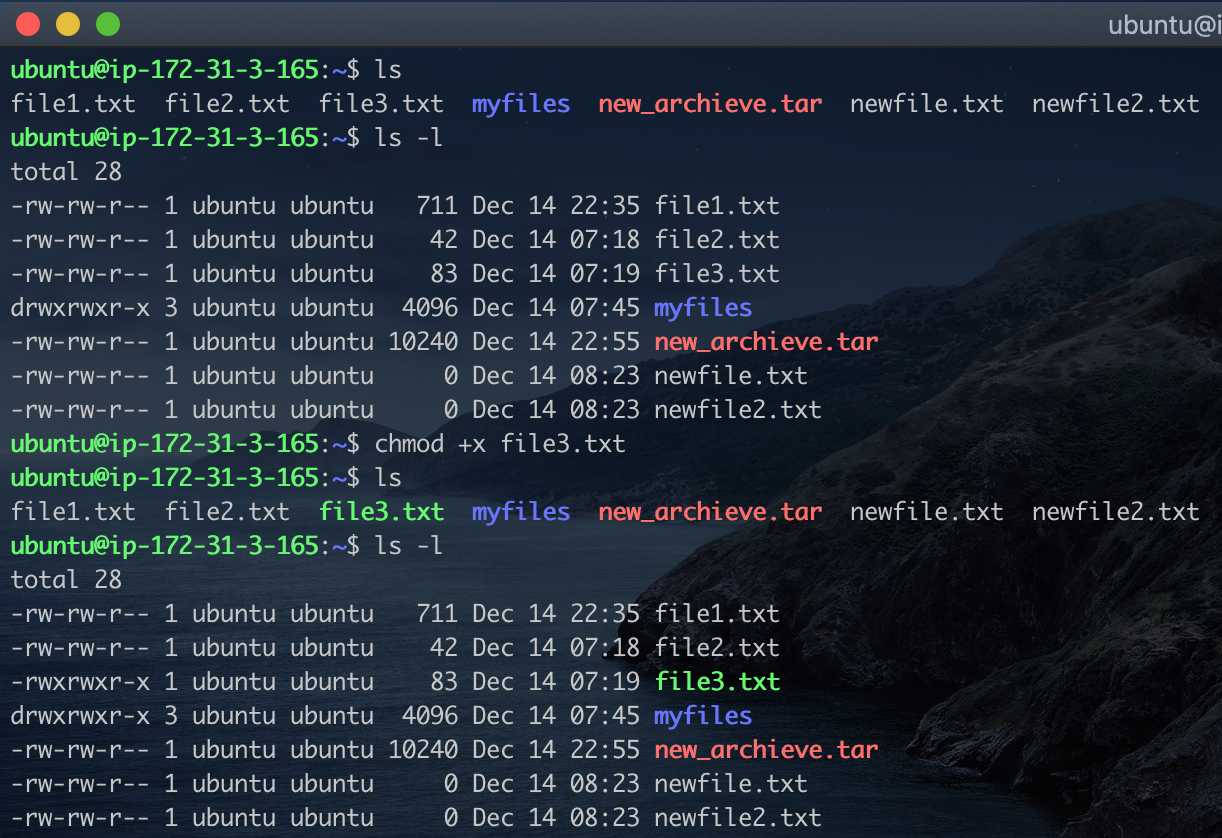 ubuntu@i
ubuntu@ip-172-31-3-165:~$ ls
file1.txt  file2.txt  file3.txt  myfiles  new_archieve.tar  newfile.txt  newfile2.txt
ubuntu@ip-172-31-3-165:~$ ls -l
total 28
-rw-rw-r-- 1 ubuntu ubuntu   711 Dec 14 22:35 file1.txt
-rw-rw-r-- 1 ubuntu ubuntu    42 Dec 14 07:18 file2.txt
-rw-rw-r-- 1 ubuntu ubuntu    83 Dec 14 07:19 file3.txt
drwxrwxr-x 3 ubuntu ubuntu  4096 Dec 14 07:45 myfiles
-rw-rw-r-- 1 ubuntu ubuntu 10240 Dec 14 22:55 new_archieve.tar
-rw-rw-r-- 1 ubuntu ubuntu     0 Dec 14 08:23 newfile.txt
-rw-rw-r-- 1 ubuntu ubuntu     0 Dec 14 08:23 newfile2.txt
ubuntu@ip-172-31-3-165:~$ chmod +x file3.txt
ubuntu@ip-172-31-3-165:~$ ls
file1.txt  file2.txt  file3.txt  myfiles  new_archieve.tar  newfile.txt  newfile2.txt
ubuntu@ip-172-31-3-165:~$ ls -l
total 28
-rw-rw-r-- 1 ubuntu ubuntu   711 Dec 14 22:35 file1.txt
-rw-rw-r-- 1 ubuntu ubuntu    42 Dec 14 07:18 file2.txt
-rwxrwxr-x 1 ubuntu ubuntu    83 Dec 14 07:19 file3.txt
drwxrwxr-x 3 ubuntu ubuntu  4096 Dec 14 07:45 myfiles
-rw-rw-r-- 1 ubuntu ubuntu 10240 Dec 14 22:55 new_archieve.tar
-rw-rw-r-- 1 ubuntu ubuntu     0 Dec 14 08:23 newfile.txt
-rw-rw-r-- 1 ubuntu ubuntu     0 Dec 14 08:23 newfile2.txt